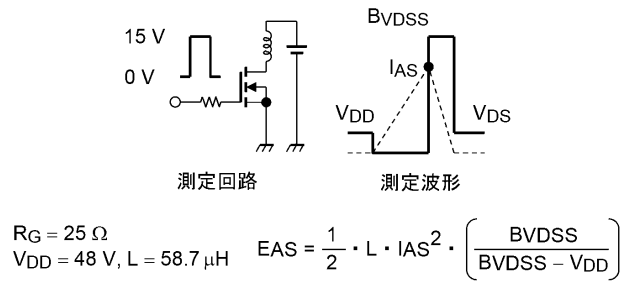 15 V
0 V
BVDSS
IAS
VDD
VDS
測定回路
測定波形
RG = 25 Ω
VDD = 48 V, L = 58.7 μH
EAS = 1/2 · L · IAS² · (BVDSS / BVDSS − VDD)